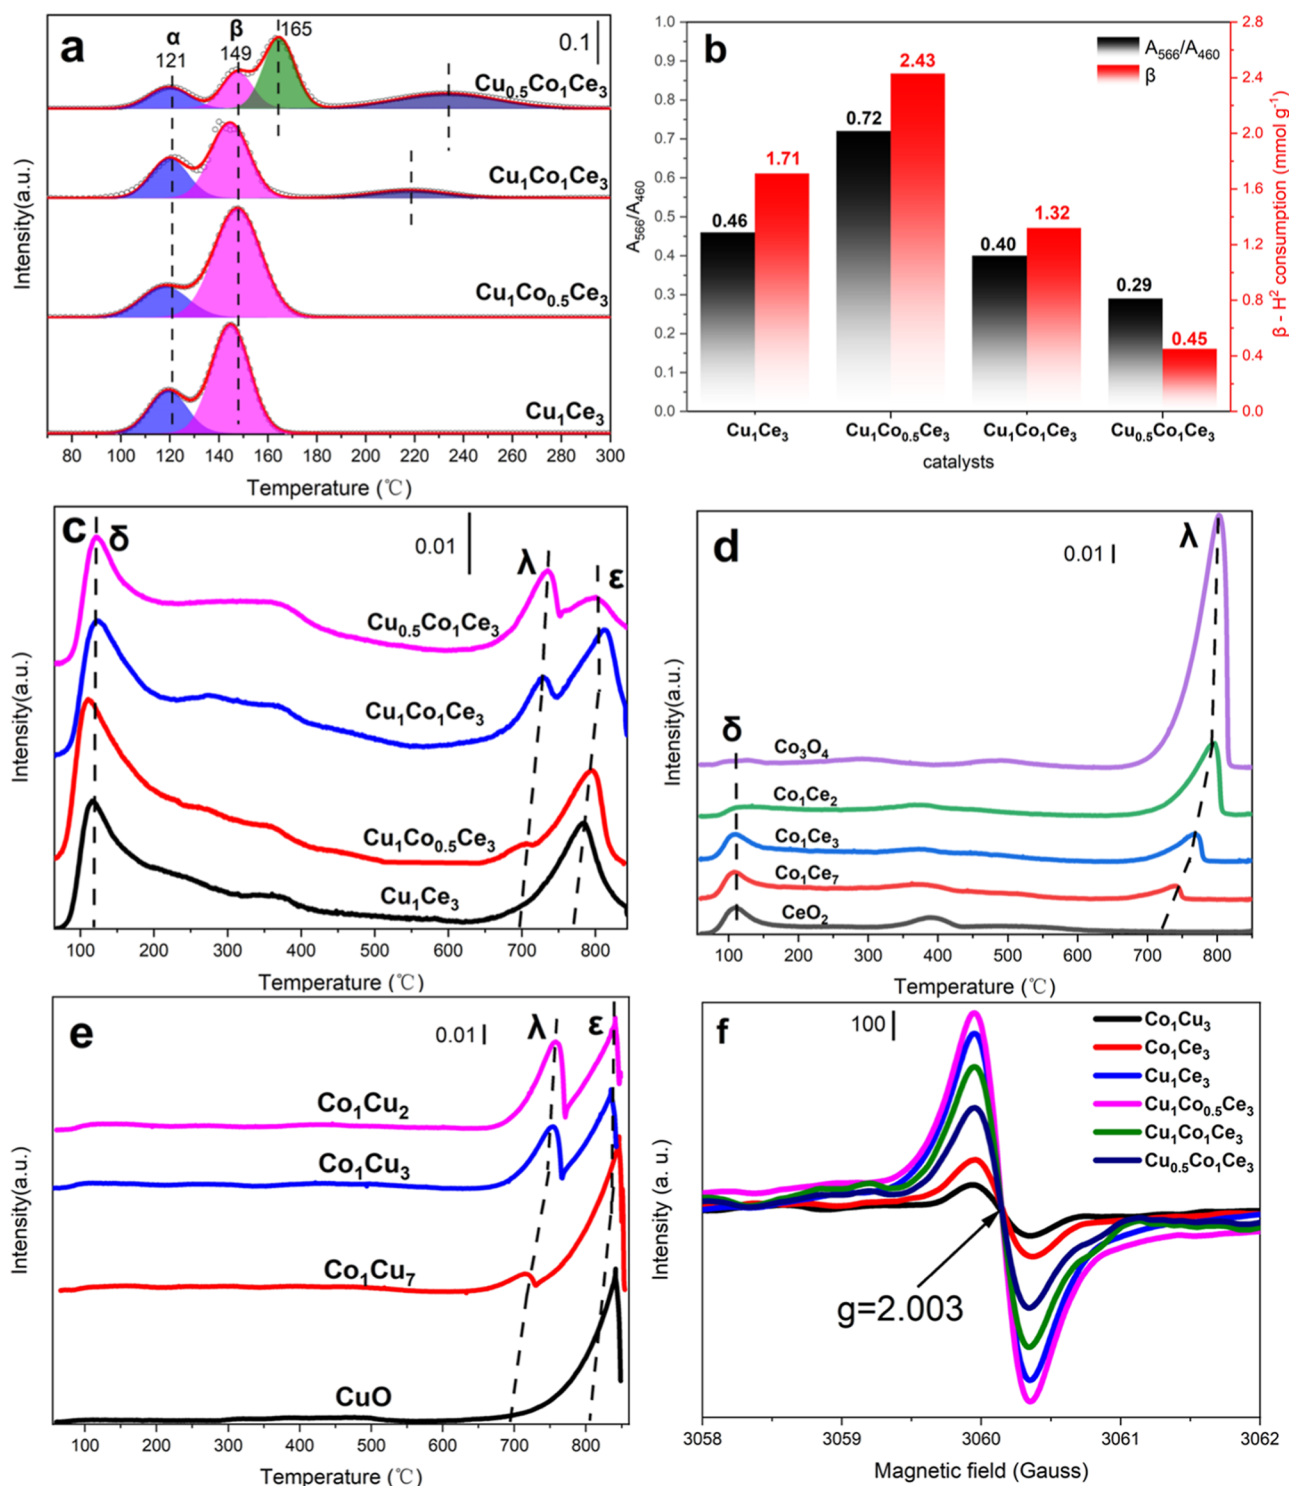 a
α
121
β
149
165
0.1
Cu0.5Co1Ce3
Cu1Co1Ce3
Cu1Co0.5Ce3
Cu1Ce3
Intensity(a.u.)
80 100 120 140 160 180 200 220 240 260 280 300
Temperature (℃)
b
A566/A460
β
1.0
0.9
0.8
0.7
0.6
0.5
0.4
0.3
0.2
0.1
0.0
A566/A460
0.46 1.71
0.72 2.43
0.40 1.32
0.29 0.45
2.8
2.4
2.0
1.6
1.2
0.8
0.4
0.0
β - H2 consumption (mmol g-1)
Cu1Ce3 Cu1Co0.5Ce3 Cu1Co1Ce3 Cu0.5Co1Ce3
catalysts
c
δ
0.01
λ
ε
Cu0.5Co1Ce3
Cu1Co1Ce3
Cu1Co0.5Ce3
Cu1Ce3
Intensity(a.u.)
100 200 300 400 500 600 700 800
Temperature (℃)
d
0.01
λ
δ
Co3O4
Co1Ce2
Co1Ce3
Co1Ce7
CeO2
Intensity(a.u.)
100 200 300 400 500 600 700 800
Temperature (℃)
e
0.01
λ
ε
Co1Cu2
Co1Cu3
Co1Cu7
CuO
Intensity(a.u.)
100 200 300 400 500 600 700 800
Temperature (℃)
f
100
Co1Cu3
Co1Ce3
Cu1Ce3
Cu1Co0.5Ce3
Cu1Co1Ce3
Cu0.5Co1Ce3
g=2.003
Intensity (a. u.)
3058 3059 3060 3061 3062
Magnetic field (Gauss)